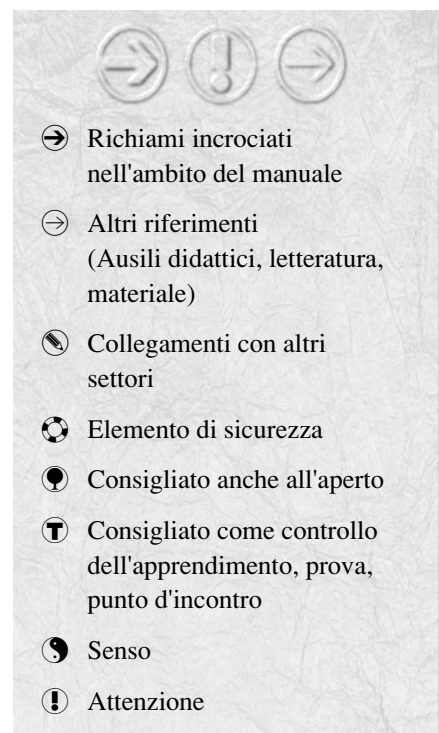 Richiami incrociati
nell'ambito del manuale
Altri riferimenti
(Ausili didattici, letteratura,
materiale)
Collegamenti con altri
settori
Elemento di sicurezza
Consigliato anche all'aperto
T Consigliato come controllo
dell'apprendimento, prova,
punto d'incontro
Senso
! Attenzione